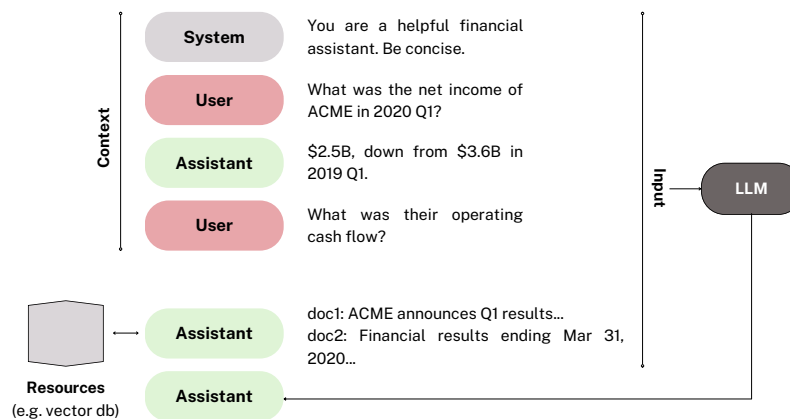 System
You are a helpful financial
assistant. Be concise.
User
What was the net income of
ACME in 2020 Q1?
Context
Assistant
$2.5B, down from $3.6B in
2019 Q1.
Input
LLM
User
What was their operating
cash flow?
Assistant
doc1: ACME announces Q1 results...
doc2: Financial results ending Mar 31,
2020...
Resources
(e.g. vector db)
Assistant